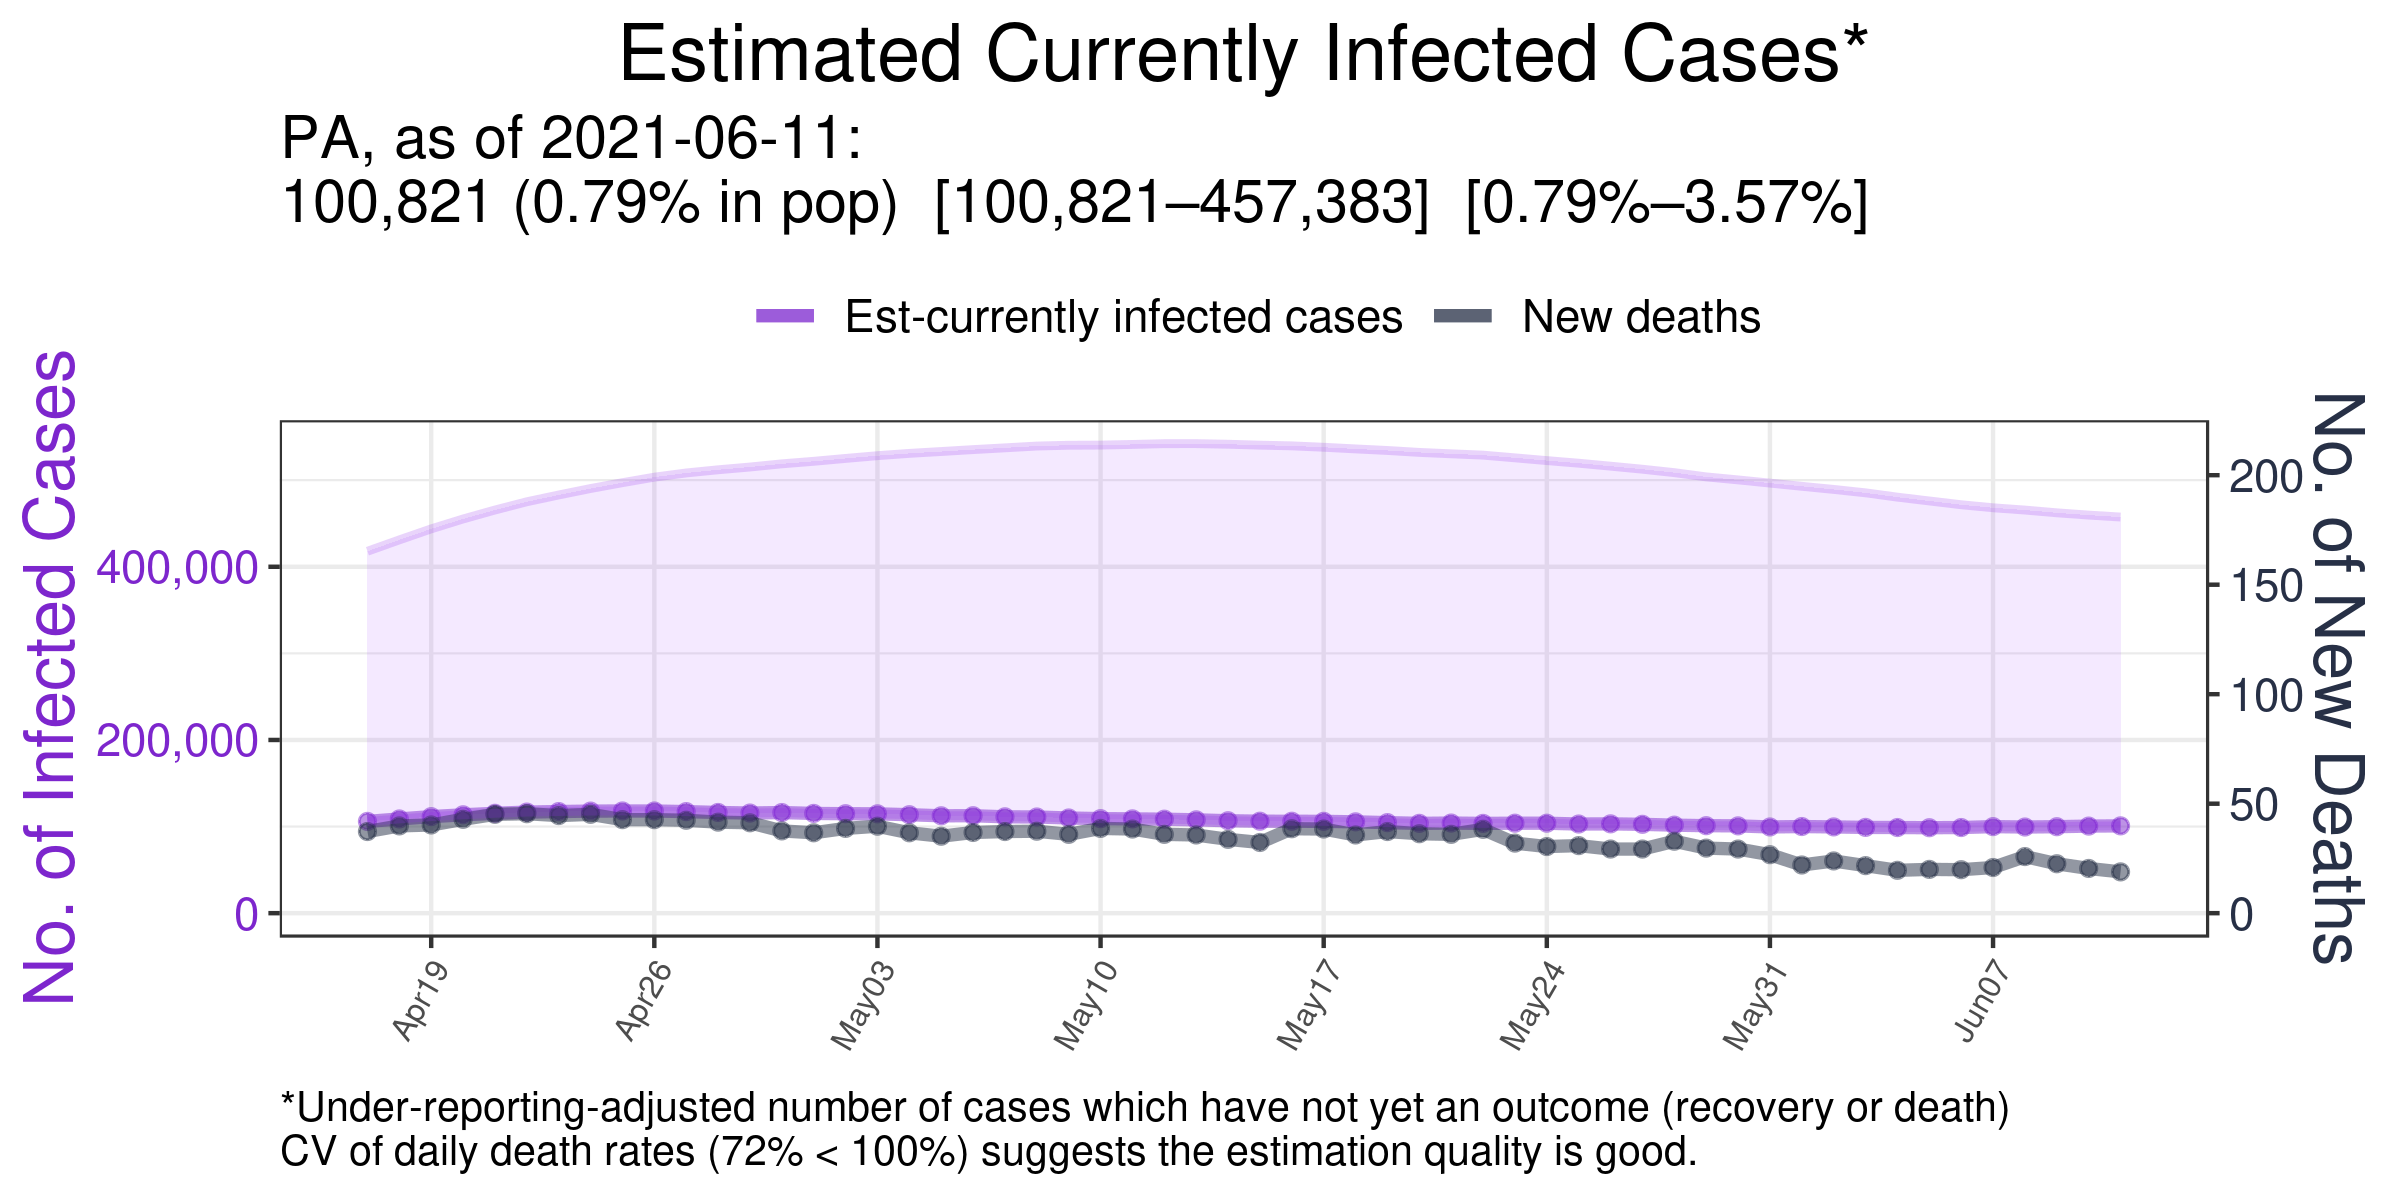 Estimated Currently Infected Cases*
PA, as of 2021-06-11:
100,821 (0.79% in pop)  [100,821–457,383]  [0.79%–3.57%]
Est-currently infected cases
New deaths
No. of Infected Cases
400,000
200,000
0
200
150
100
50
0
No. of New Deaths
Apr19
Apr26
May03
May10
May17
May24
May31
Jun07
*Under-reporting-adjusted number of cases which have not yet an outcome (recovery or death)
CV of daily death rates (72% < 100%) suggests the estimation quality is good.